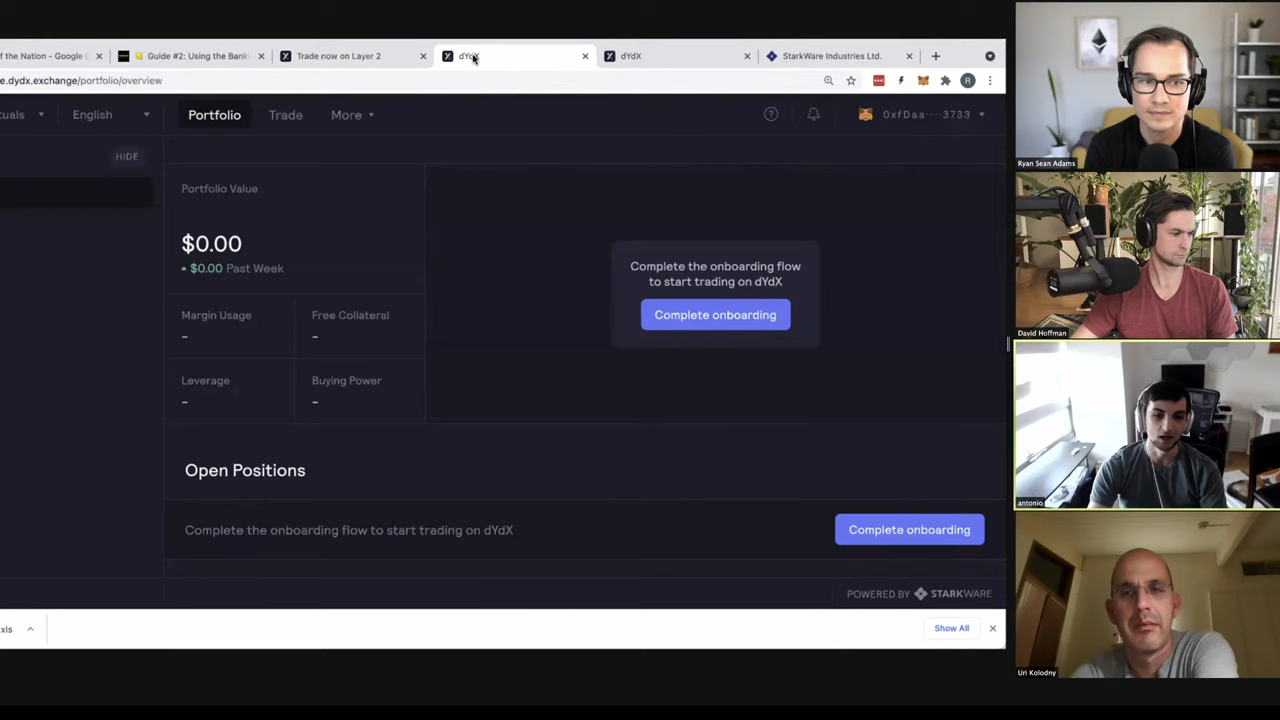 of the Nation - Google
Guide #2: Using the Bank
Trade now on Layer 2
dYdX
dYdX
StarkWare Industries Ltd.
e.dydx.exchange/portfolio/overview
R
tuals
English
Portfolio
Trade
More
0xfDaa····3733
HIDE
Portfolio Value
$0.00
$0.00 Past Week
Margin Usage
-
Free Collateral
-
Leverage
-
Buying Power
-
Complete the onboarding flow
to start trading on dYdX
Complete onboarding
Open Positions
Complete the onboarding flow to start trading on dYdX
Complete onboarding
POWERED BY STARKWARE
xls
Show All
Ryan Sean Adams
David Hoffman
antonio
Uri Kolodny